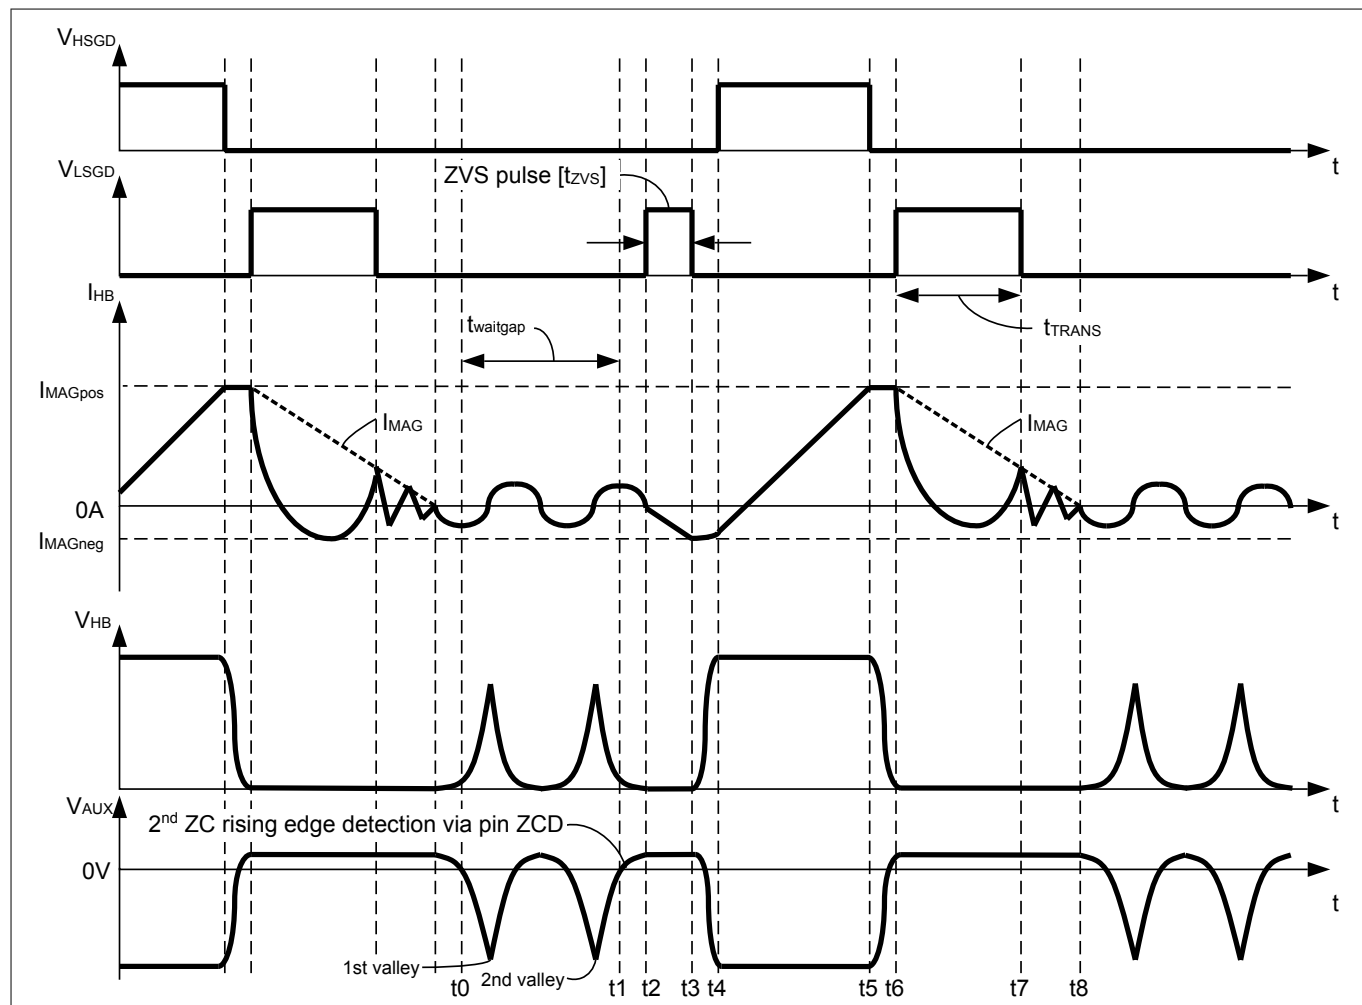 VHSGD
t
VLSGD
ZVS pulse [tZVS]
t
IHB
twaitgap
tTRANS
IMAGpos
IMAG
IMAG
0A
t
IMAGneg
VHB
t
VAUX
2nd ZC rising edge detection via pin ZCD
0V
t
1st valley
2nd valley
t0 t1 t2 t3 t4 t5 t6 t7 t8